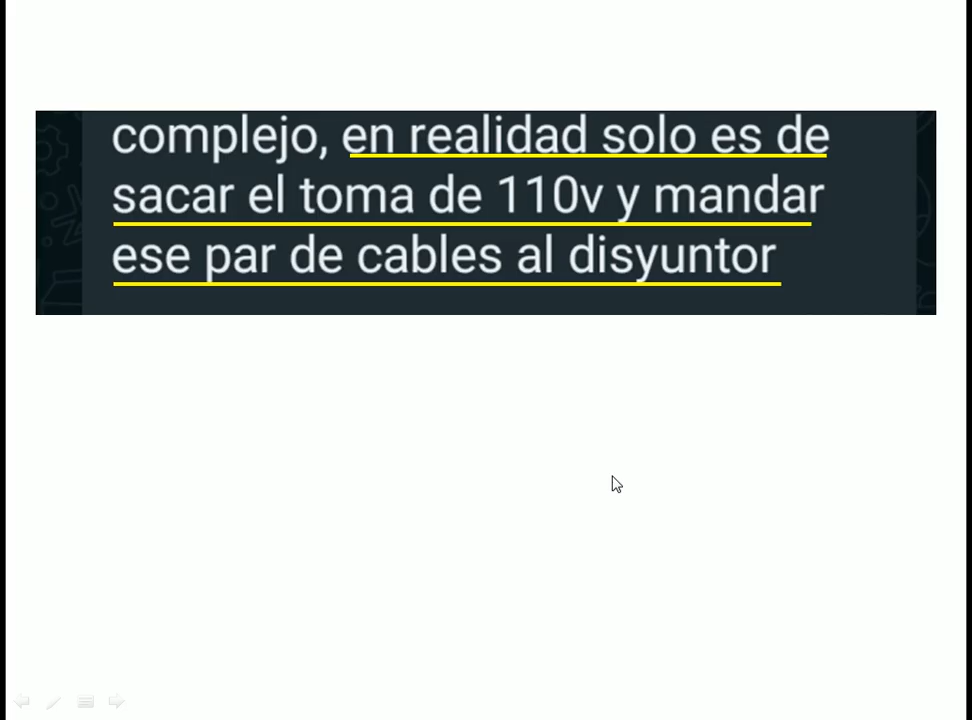 complejo, en realidad solo es de
sacar el toma de 110v y mandar
ese par de cables al disyuntor